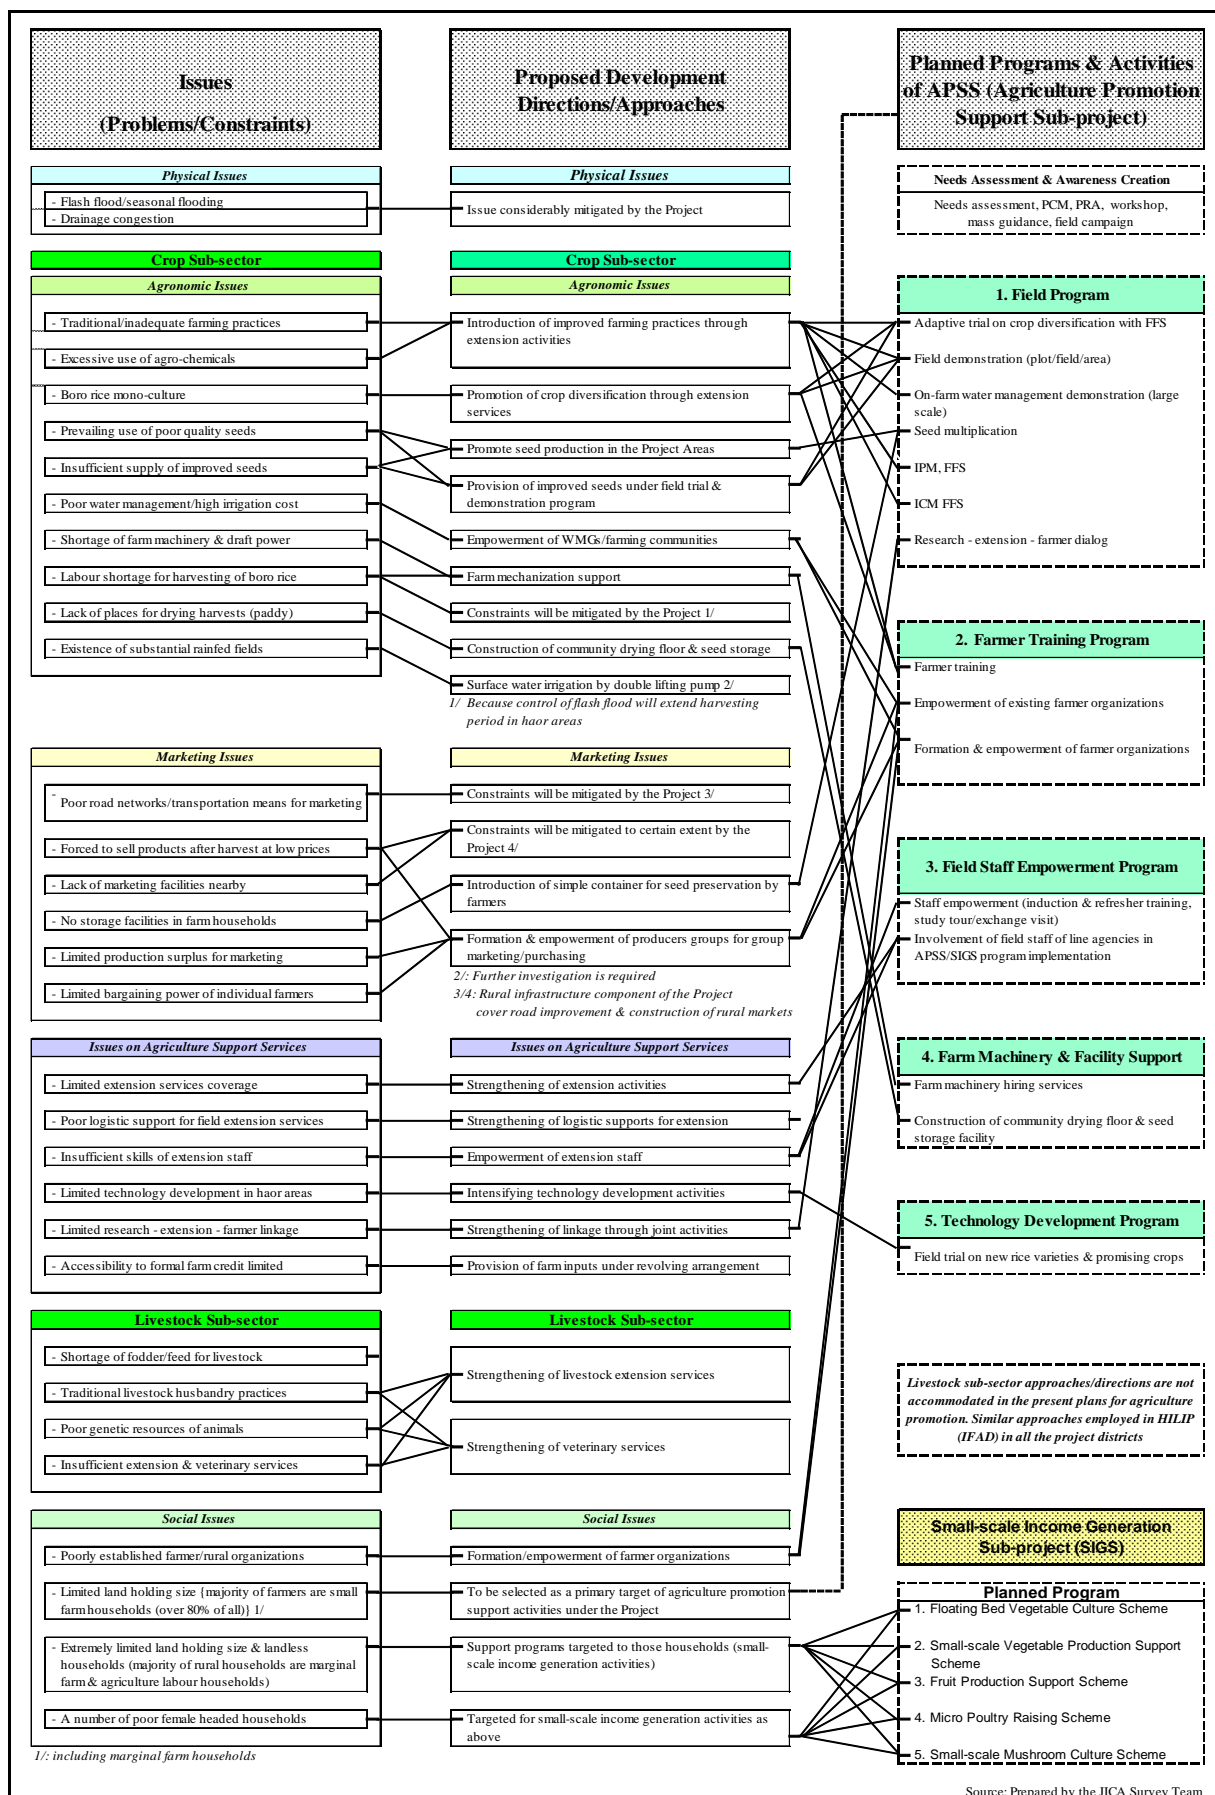 Issues
(Problems/Constraints)
Proposed Development
Directions/Approaches
Planned Programs & Activities
of APSS (Agriculture Promotion
Support Sub-project)
Physical Issues
- Flash flood/seasonal flooding
- Drainage congestion
Physical Issues
Issue considerably mitigated by the Project
Needs Assessment & Awareness Creation
Needs assessment, PCM, PRA, workshop,
mass guidance, field campaign
Crop Sub-sector
Agronomic Issues
- Traditional/inadequate farming practices
- Excessive use of agro-chemicals
- Boro rice mono-culture
- Prevailing use of poor quality seeds
- Insufficient supply of improved seeds
- Poor water management/high irrigation cost
- Shortage of farm machinery & draft power
- Labour shortage for harvesting of boro rice
- Lack of places for drying harvests (paddy)
- Existence of substantial rainfed fields
Crop Sub-sector
Agronomic Issues
Introduction of improved farming practices through
extension activities
Promotion of crop diversification through extension
services
Promote seed production in the Project Areas
Provision of improved seeds under field trial &
demonstration program
Empowerment of WMGs/farming communities
Farm mechanization support
Constraints will be mitigated by the Project 1/
Construction of community drying floor & seed storage
Surface water irrigation by double lifting pump 2/
1/ Because control of flash flood will extend harvesting
period in haor areas
1. Field Program
Adaptive trial on crop diversification with FFS
Field demonstration (plot/field/area)
On-farm water management demonstration (large
scale)
Seed multiplication
IPM, FFS
ICM FFS
Research - extension - farmer dialog
2. Farmer Training Program
Farmer training
Empowerment of existing farmer organizations
Formation & empowerment of farmer organizations
Marketing Issues
- Poor road networks/transportation means for marketing
- Forced to sell products after harvest at low prices
- Lack of marketing facilities nearby
- No storage facilities in farm households
- Limited production surplus for marketing
- Limited bargaining power of individual farmers
Marketing Issues
Constraints will be mitigated by the Project 3/
Constraints will be mitigated to certain extent by the
Project 4/
Introduction of simple container for seed preservation by
farmers
Formation & empowerment of producers groups for group
marketing/purchasing
2/: Further investigation is required
3/4: Rural infrastructure component of the Project
cover road improvement & construction of rural markets
3. Field Staff Empowerment Program
Staff empowerment (induction & refresher training,
study tour/exchange visit)
Involvement of field staff of line agencies in
APSS/SIGS program implementation
Issues on Agriculture Support Services
- Limited extension services coverage
- Poor logistic support for field extension services
- Insufficient skills of extension staff
- Limited technology development in haor areas
- Limited research - extension - farmer linkage
- Accessibility to formal farm credit limited
Issues on Agriculture Support Services
Strengthening of extension activities
Strengthening of logistic supports for extension
Empowerment of extension staff
Intensifying technology development activities
Strengthening of linkage through joint activities
Provision of farm inputs under revolving arrangement
4. Farm Machinery & Facility Support
Farm machinery hiring services
Construction of community drying floor & seed
storage facility
5. Technology Development Program
Field trial on new rice varieties & promising crops
Livestock Sub-sector
- Shortage of fodder/feed for livestock
- Traditional livestock husbandry practices
- Poor genetic resources of animals
- Insufficient extension & veterinary services
Livestock Sub-sector
Strengthening of livestock extension services
Strengthening of veterinary services
Livestock sub-sector approaches/directions are not
accommodated in the present plans for agriculture
promotion. Similar approaches employed in HILIP
(IFAD) in all the project districts
Social Issues
- Poorly established farmer/rural organizations
- Limited land holding size {majority of farmers are small
farm households (over 80% of all)} 1/
- Extremely limited land holding size & landless
households (majority of rural households are marginal
farm & agriculture labour households)
- A number of poor female headed households
1/: including marginal farm households
Social Issues
Formation/empowerment of farmer organizations
To be selected as a primary target of agriculture promotion
support activities under the Project
Support programs targeted to those households (small-
scale income generation activities)
Targeted for small-scale income generation activities as
above
Small-scale Income Generation
Sub-project (SIGS)
Planned Program
1. Floating Bed Vegetable Culture Scheme
2. Small-scale Vegetable Production Support
Scheme
3. Fruit Production Support Scheme
4. Micro Poultry Raising Scheme
5. Small-scale Mushroom Culture Scheme
Source: Prepared by the JICA Survey Team